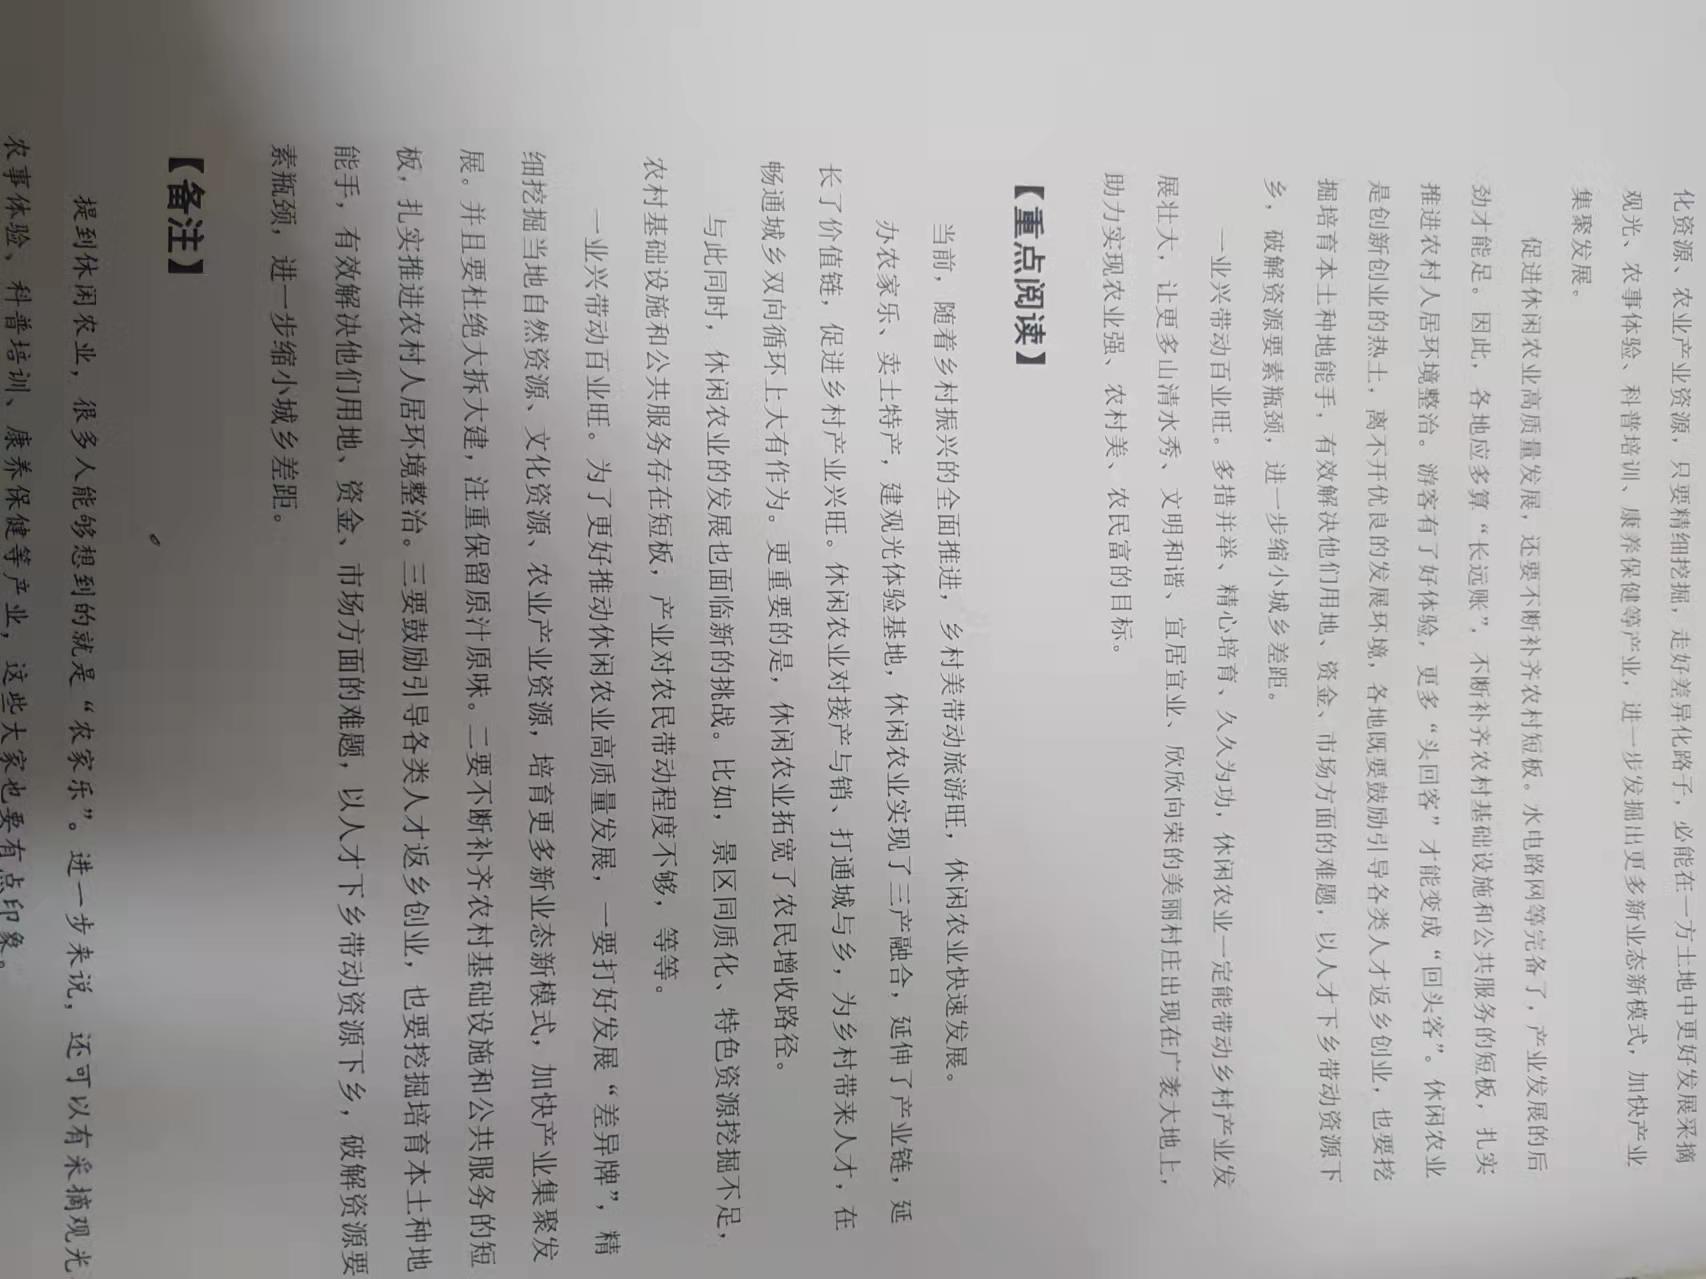 化资源、农业产业资源，只要精细挖掘，走好差异化路子，必能在一方土地中更好发展采摘
观光、农事体验、科普培训、康养保健等产业，进一步发掘出更多新业态新模式，加快产业
集聚发展。
促进休闲农业高质量发展，还要不断补齐农村短板。水电路网等完备了，产业发展的后
劲才能足。因此，各地应多算“长远账”，不断补齐农村基础设施和公共服务的短板，扎实
推进农村人居环境整治。游客有了好体验，更多“头回客”才能变成“回头客”。休闲农业
是创新创业的热土，离不开优良的发展环境，各地既要鼓励引导各类人才返乡创业，也要挖
掘培育本土种地能手，有效解决他们用地、资金、市场方面的难题，以人才下乡带动资源下
乡，破解资源要素瓶颈，进一步缩小城乡差距。
一业兴带动百业旺。多措并举、精心培育、久久为功，休闲农业一定能带动乡村产业发
展壮大，让更多山清水秀、文明和谐、宜居宜业、欣欣向荣的美丽村庄出现在广袤大地上，
助力实现农业强、农村美、农民富的目标。
【重点阅读】
当前，随着乡村振兴的全面推进，乡村美带动旅游旺，休闲农业快速发展。
办农家乐、卖土特产，建观光体验基地，休闲农业实现了三产融合，延伸了产业链，延
长了价值链，促进乡村产业兴旺。休闲农业对接产与销、打通城与乡，为乡村带来人才，在
畅通城乡双向循环上大有作为。更重要的是，休闲农业拓宽了农民增收路径。
与此同时，休闲农业的发展也面临新的挑战。比如，景区同质化、特色资源挖掘不足，
农村基础设施和公共服务存在短板，产业对农民带动程度不够，等等。
一业兴带动百业旺。为了更好推动休闲农业高质量发展，一要打好发展“差异牌”，精
细挖掘当地自然资源、文化资源、农业产业资源，培育更多新业态新模式，加快产业集聚发
展。并且要杜绝大拆大建，注重保留原汁原味。二要不断补齐农村基础设施和公共服务的短
板，扎实推进农村人居环境整治。三要鼓励引导各类人才返乡创业，也要挖掘培育本土种地
能手，有效解决他们用地、资金、市场方面的难题，以人才下乡带动资源下乡，破解资源要
素瓶颈，进一步缩小城乡差距。
【备注】
提到休闲农业，很多人能够想到的就是“农家乐”。进一步来说，还可以有采摘观光、
农事体验、科普培训、康养保健等产业，这些大家也要有点印象。